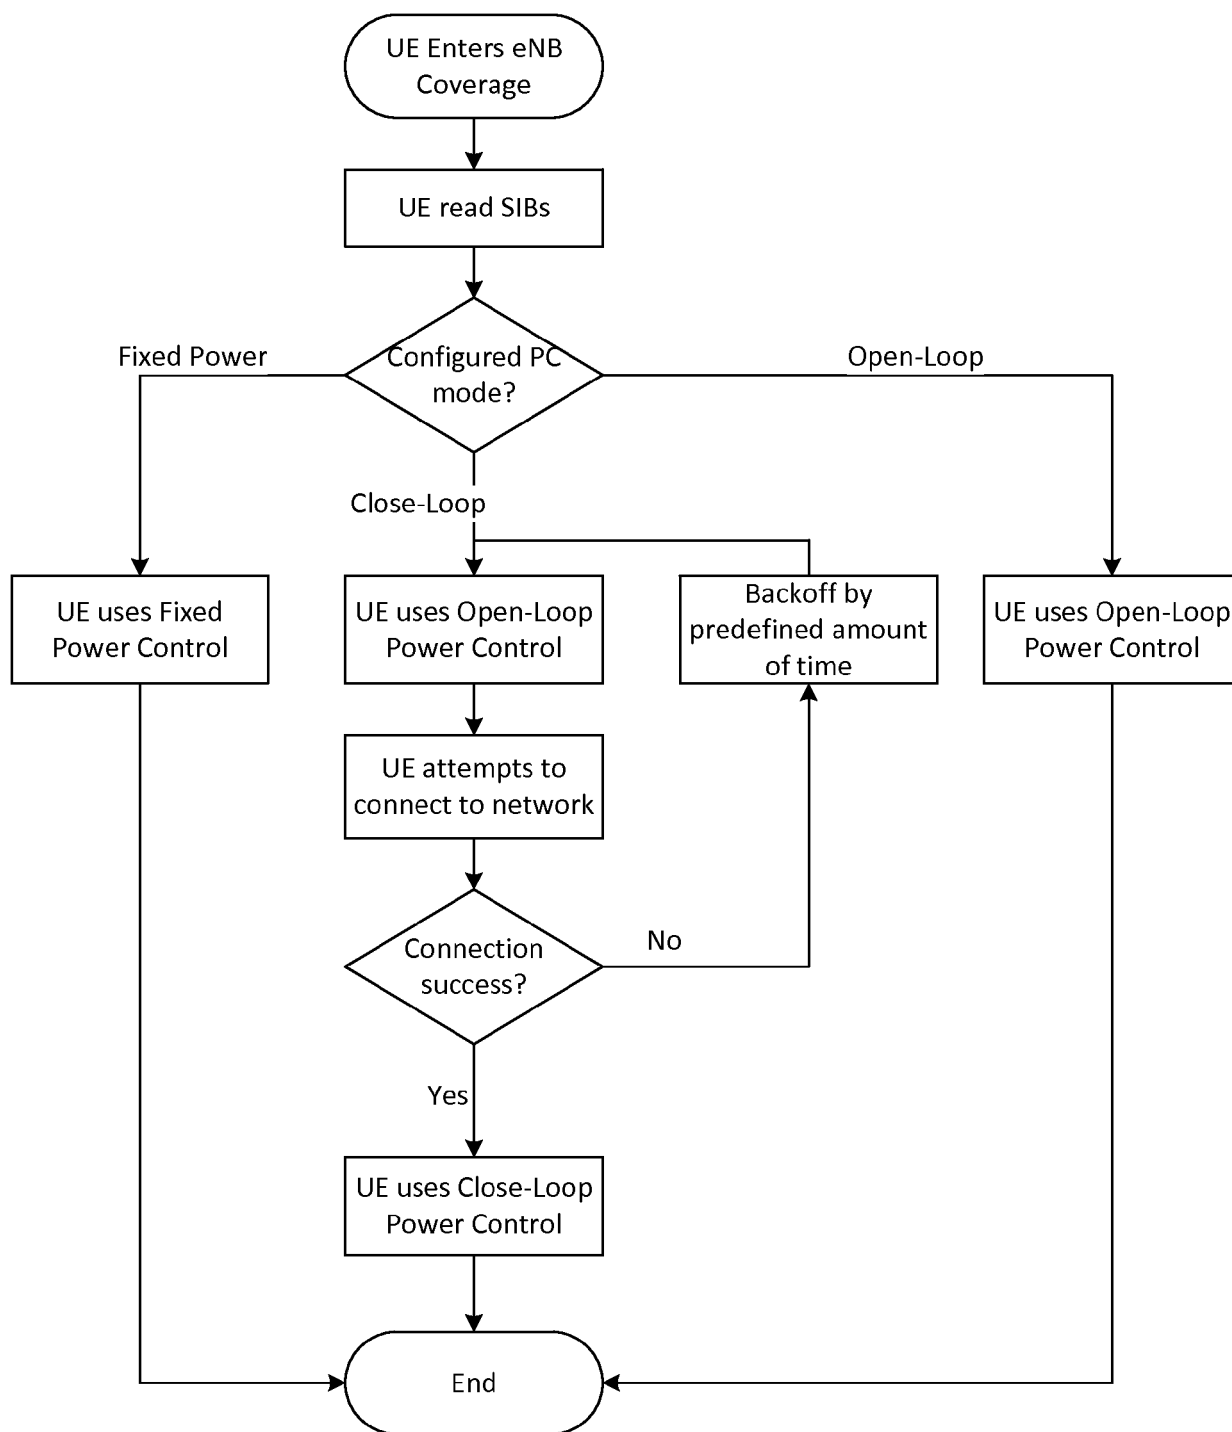 UE Enters eNB
Coverage
UE read SIBs
Configured PC
mode?
Fixed Power
Open-Loop
Close-Loop
UE uses Fixed
Power Control
UE uses Open-Loop
Power Control
Backoff by
predefined amount
of time
UE uses Open-Loop
Power Control
UE attempts to
connect to network
Connection
success?
No
Yes
UE uses Close-Loop
Power Control
End